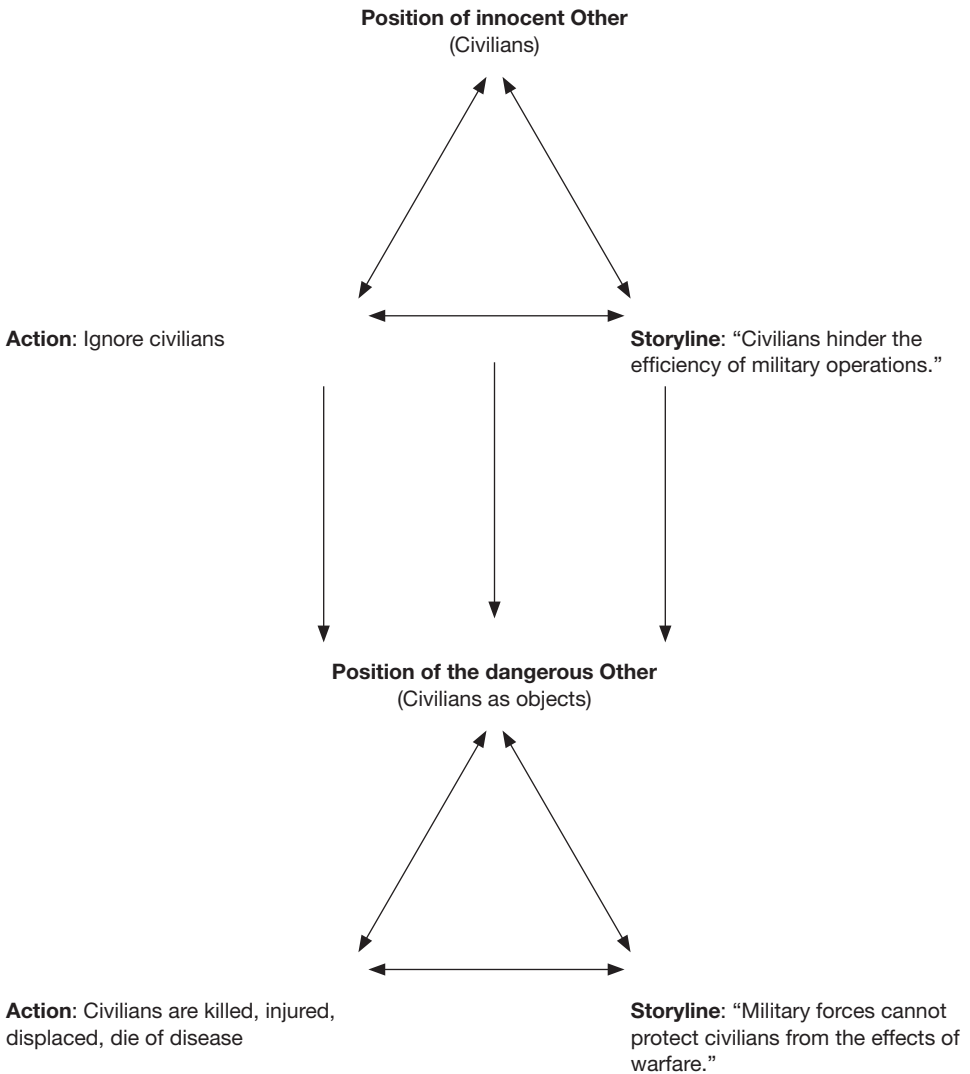 Position of innocent Other
(Civilians)
Action: Ignore civilians
Storyline: “Civilians hinder the
efficiency of military operations.”
Position of the dangerous Other
(Civilians as objects)
Action: Civilians are killed, injured,
displaced, die of disease
Storyline: “Military forces cannot
protect civilians from the effects of
warfare.”